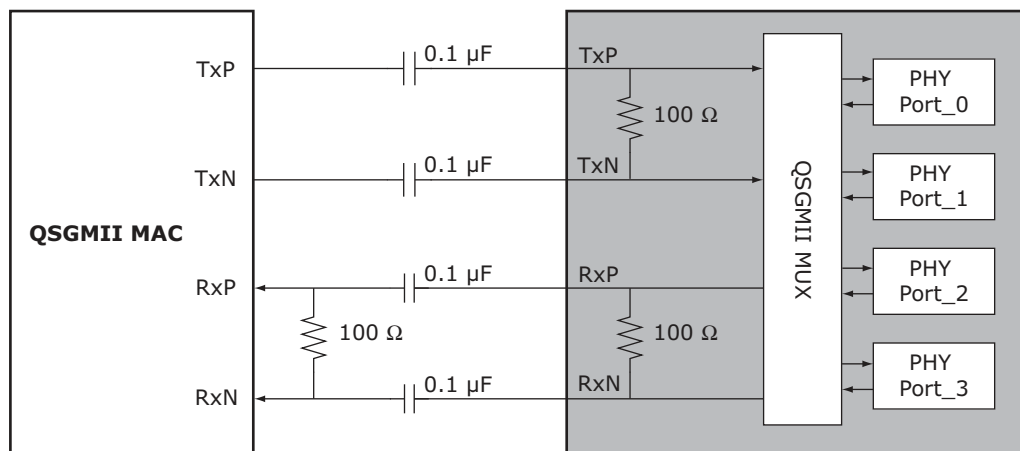 TxP
0.1 µF
TxP
100 Ω
TxN
0.1 µF
TxN
QSGMII MAC
RxP
0.1 µF
RxP
100 Ω
100 Ω
RxN
0.1 µF
RxN
QSGMII MUX
PHY
Port_0
PHY
Port_1
PHY
Port_2
PHY
Port_3